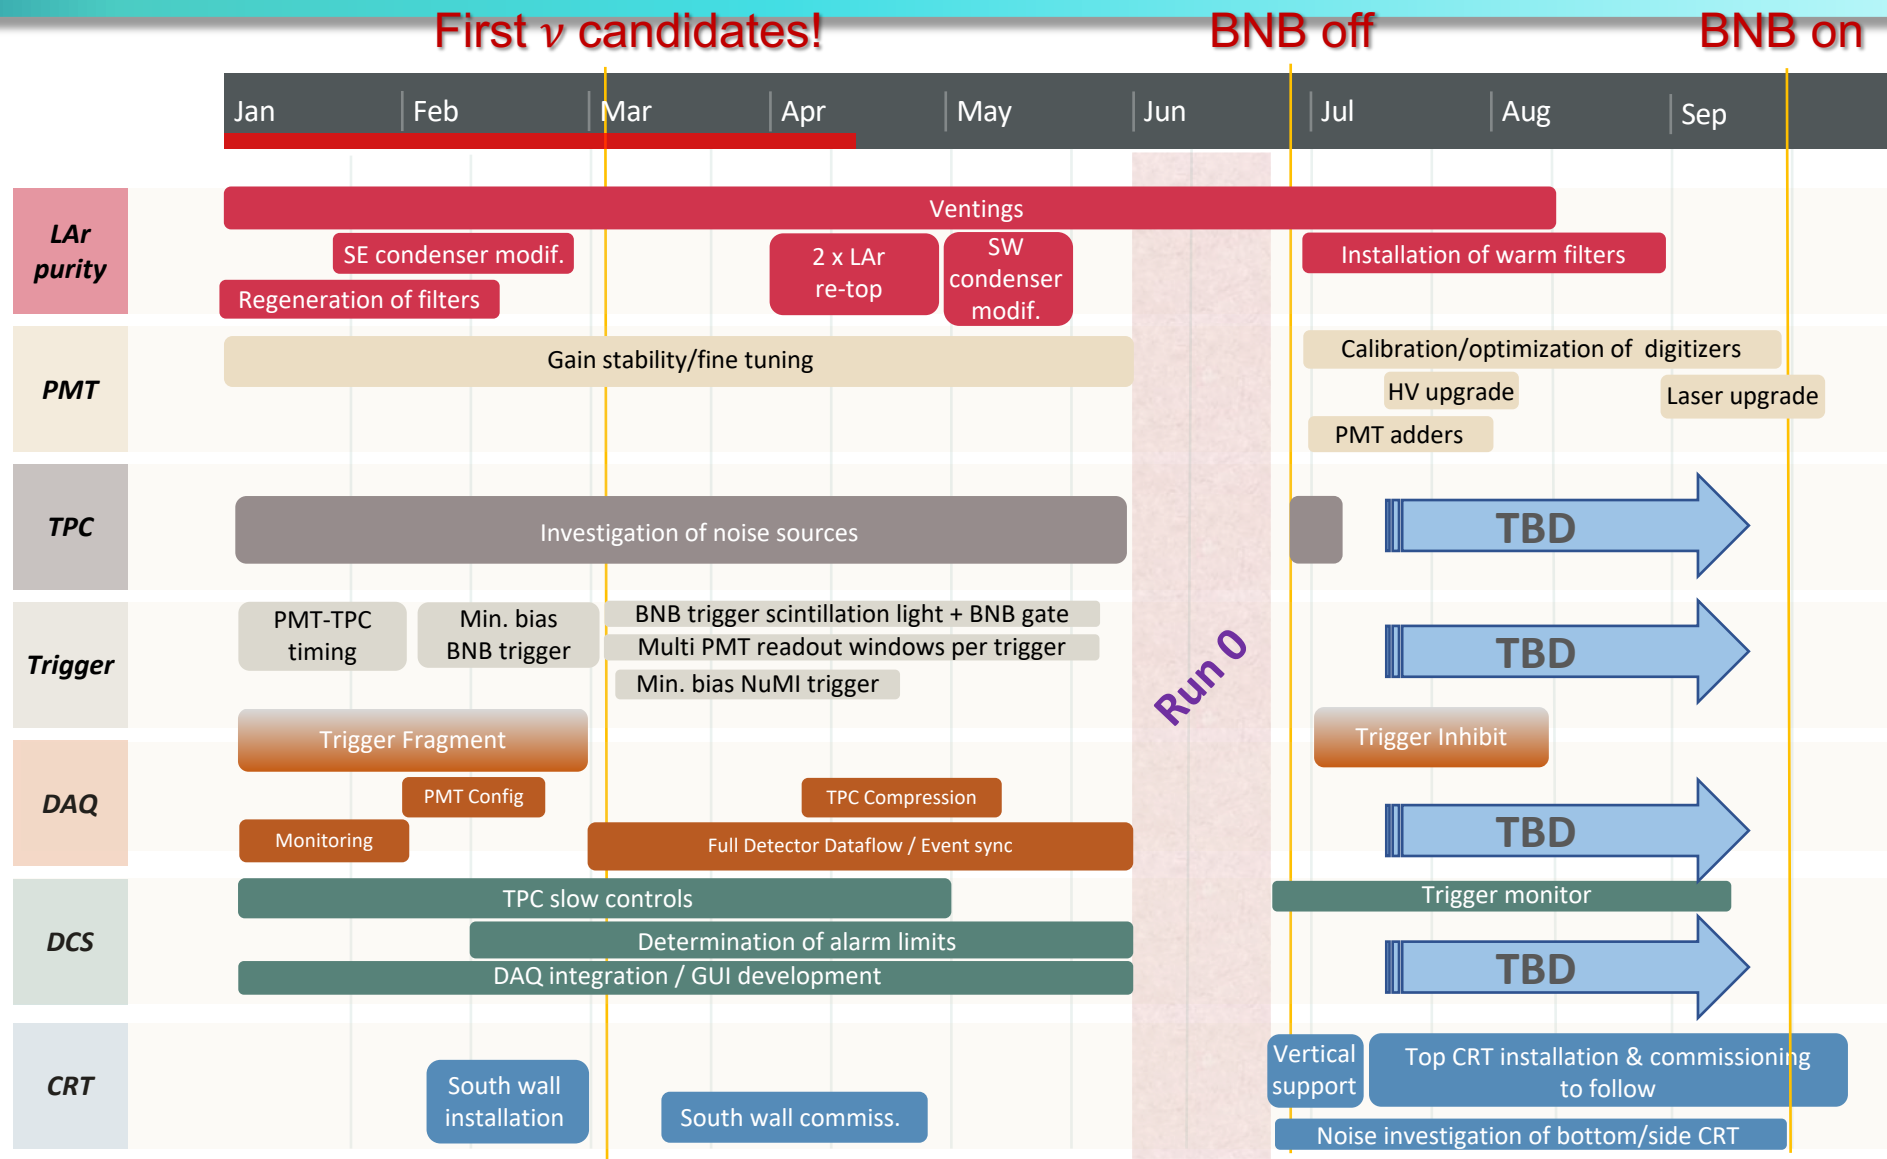 First ν candidates!
BNB off
BNB on
Jan
Feb
Mar
Apr
May
Jun
Jul
Aug
Sep
LAr
purity
Ventings
SE condenser modif.
Regeneration of filters
2 x LAr
re-top
SW
condenser
modif.
Installation of warm filters
PMT
Gain stability/fine tuning
Calibration/optimization of digitizers
HV upgrade
Laser upgrade
PMT adders
TPC
Investigation of noise sources
TBD
Trigger
PMT-TPC
timing
Min. bias
BNB trigger
BNB trigger scintillation light + BNB gate
Multi PMT readout windows per trigger
Min. bias NuMI trigger
Run 0
TBD
DAQ
Trigger Fragment
PMT Config
Monitoring
TPC Compression
Full Detector Dataflow / Event sync
Trigger Inhibit
TBD
DCS
TPC slow controls
Determination of alarm limits
DAQ integration / GUI development
Trigger monitor
TBD
CRT
South wall
installation
South wall commiss.
Vertical
support
Top CRT installation & commissioning
to follow
Noise investigation of bottom/side CRT